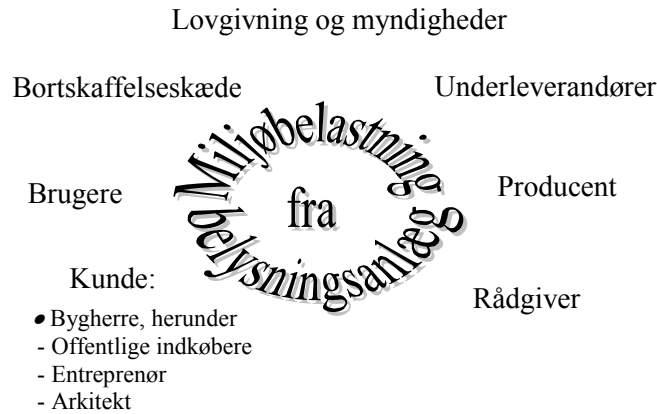 Lovgivning og myndigheder
Bortskaffelseskæde
Underleverandører
Miljøbelastning
fra
belysningsanlæg
Brugere
Producent
Kunde:
Rådgiver
• Bygherre, herunder
- Offentlige indkøbere
- Entreprenør
- Arkitekt